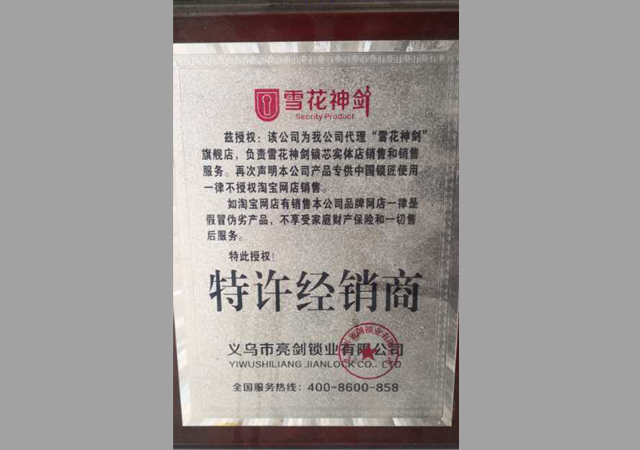 雪花神剑
Secrity Product
兹授权：该公司为我公司代理“雪花神剑”
旗舰店，负责雪花神剑锁芯实体店销售和销售
服务。再次声明本公司产品专供中国锁匠使用
一律不授权淘宝网店销售。
如淘宝网店有销售本公司品牌网店一律是
假冒伪劣产品，不享受家庭财产保险和一切售
后服务。
特此授权！
特许经销商
义乌市亮剑锁业有限公司
YIWUSHILIANG JIANLOCK CO., LTD
全国服务热线：400-8600-858